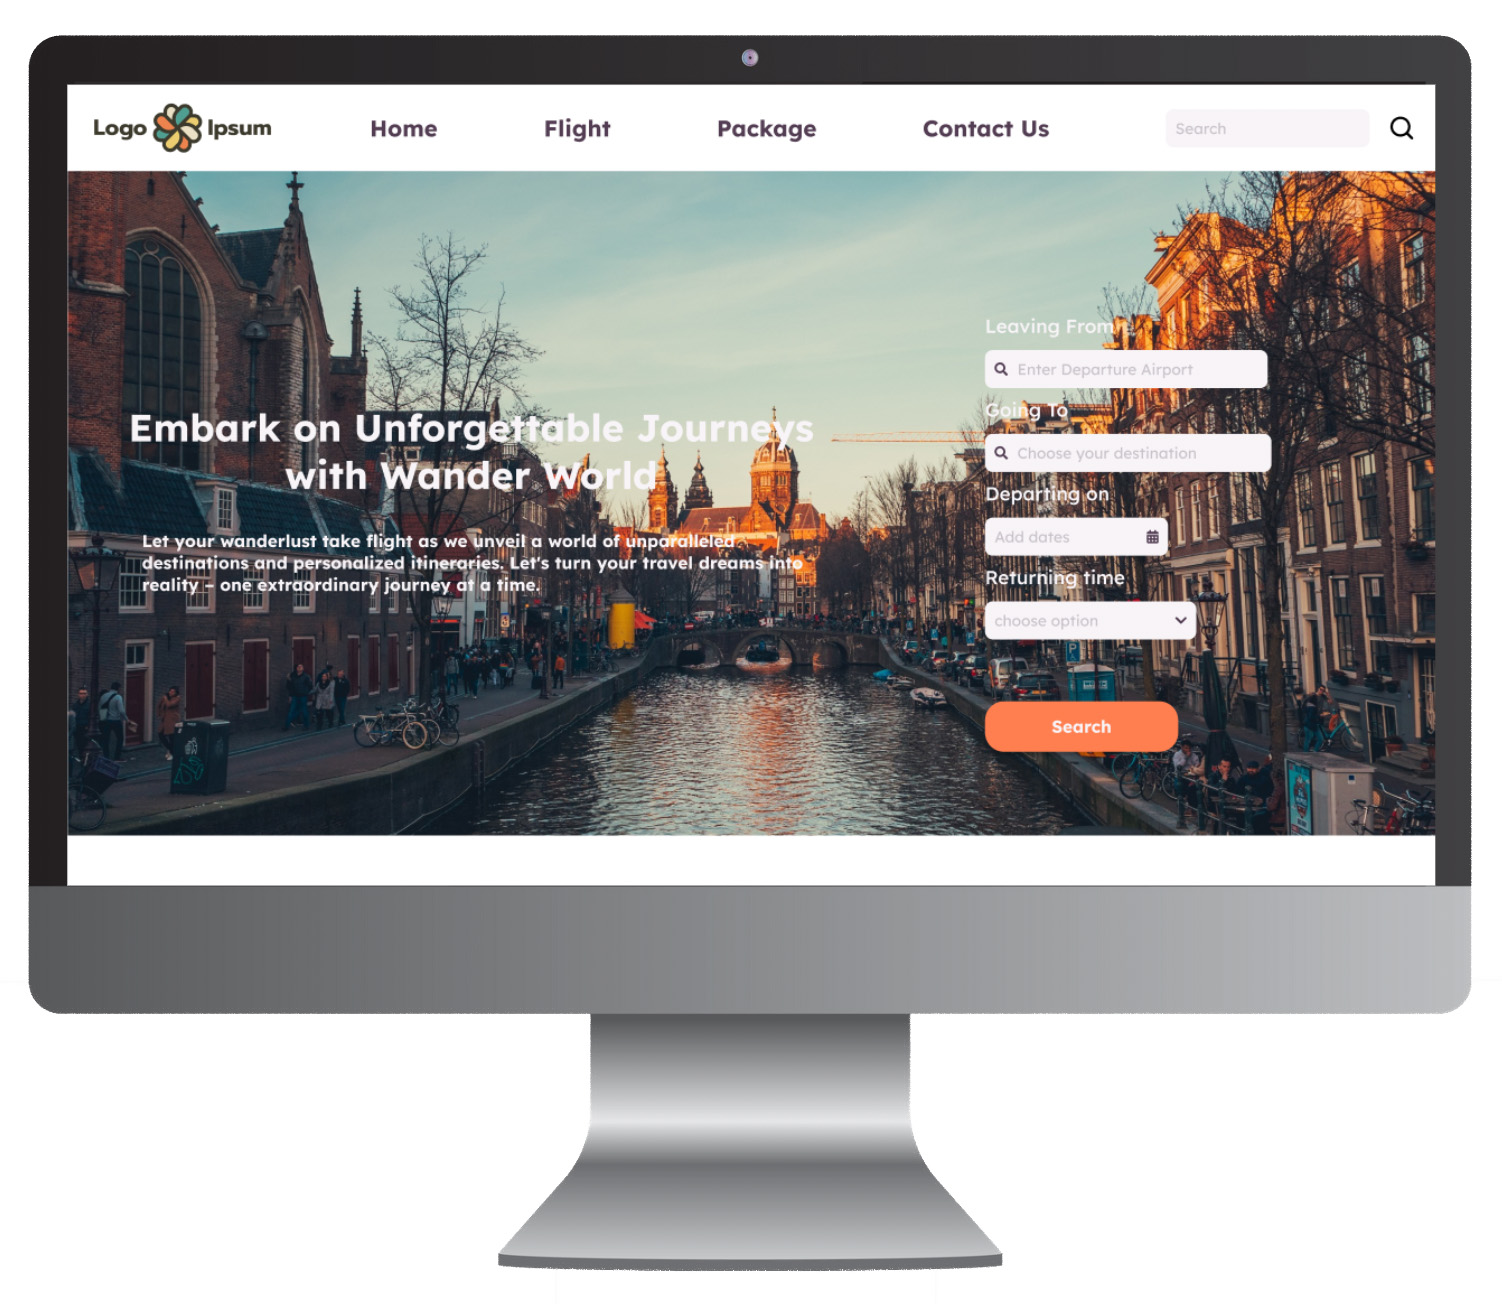 Logo Ipsum
Home
Flight
Package
Contact Us
Search
Embark on Unforgettable Journeys
with Wander World
Let your wanderlust take flight as we unveil a world of unparalleled
destinations and personalized itineraries. Let's turn your travel dreams into
reality – one extraordinary journey at a time.
Leaving From
Enter Departure Airport
Going To
Choose your destination
Departing on
Add dates
Returning time
choose option
P
Search